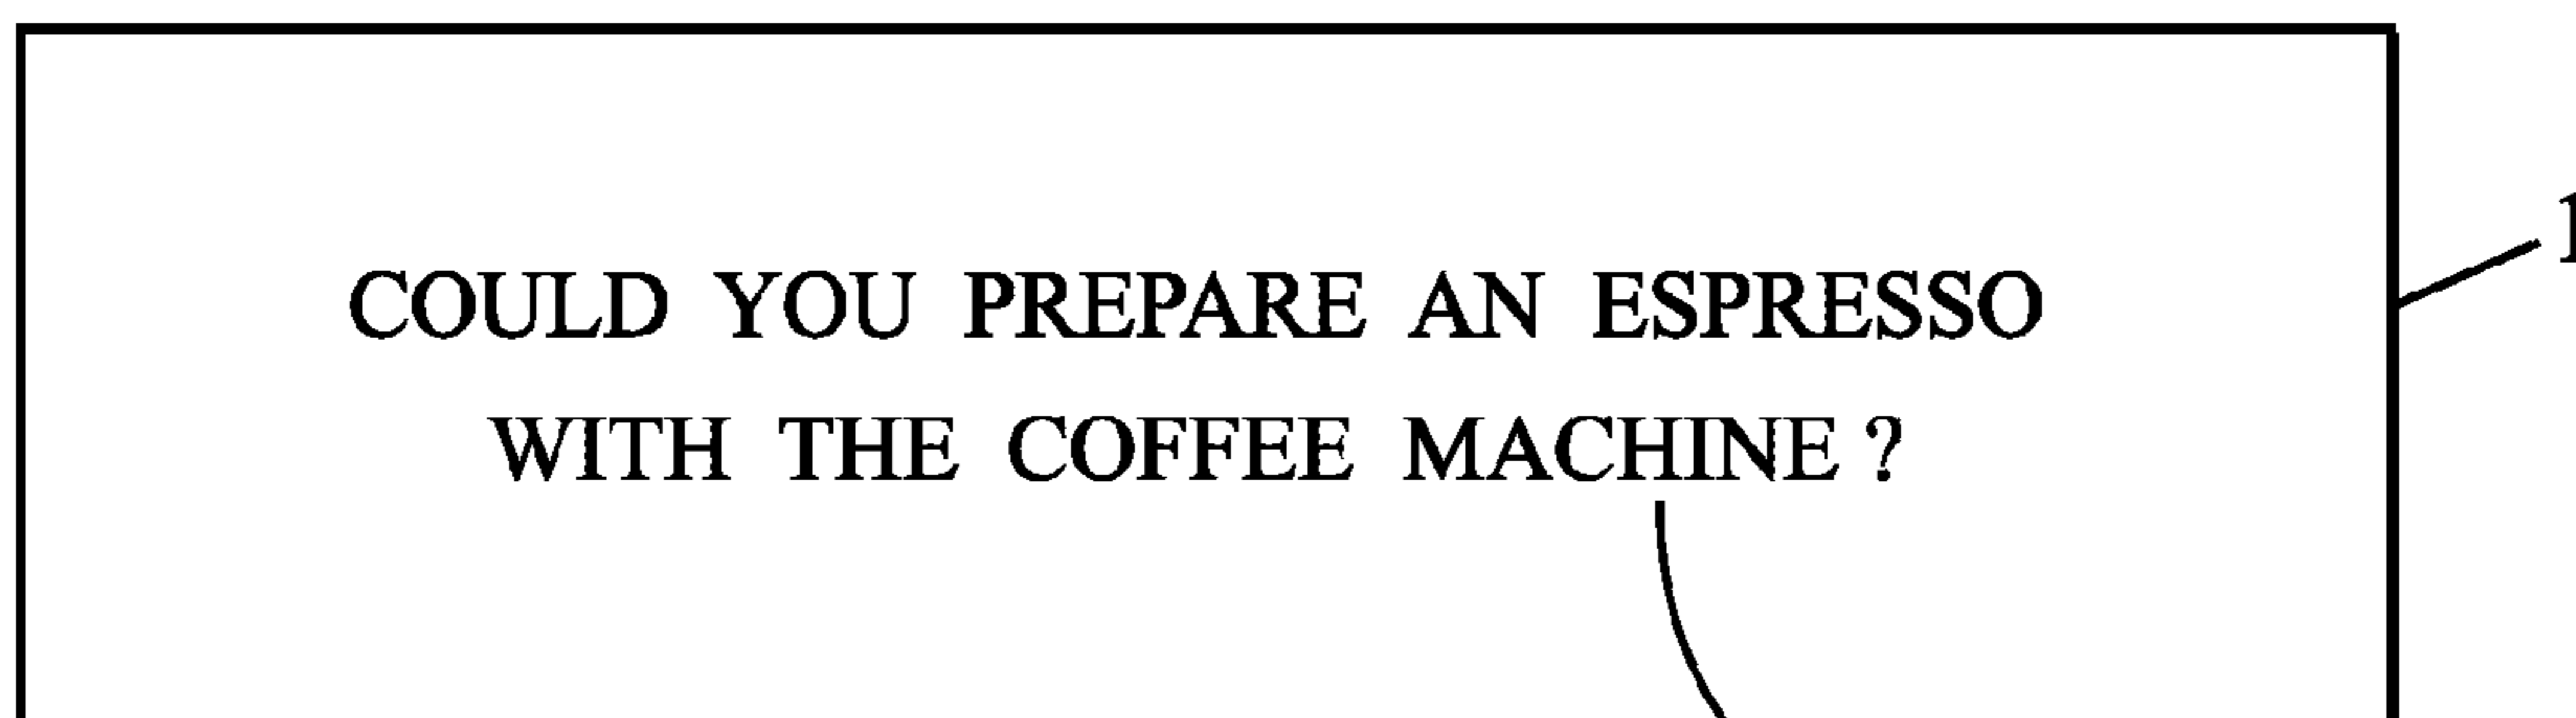 COULD YOU PREPARE AN ESPRESSO
WITH THE COFFEE MACHINE ?